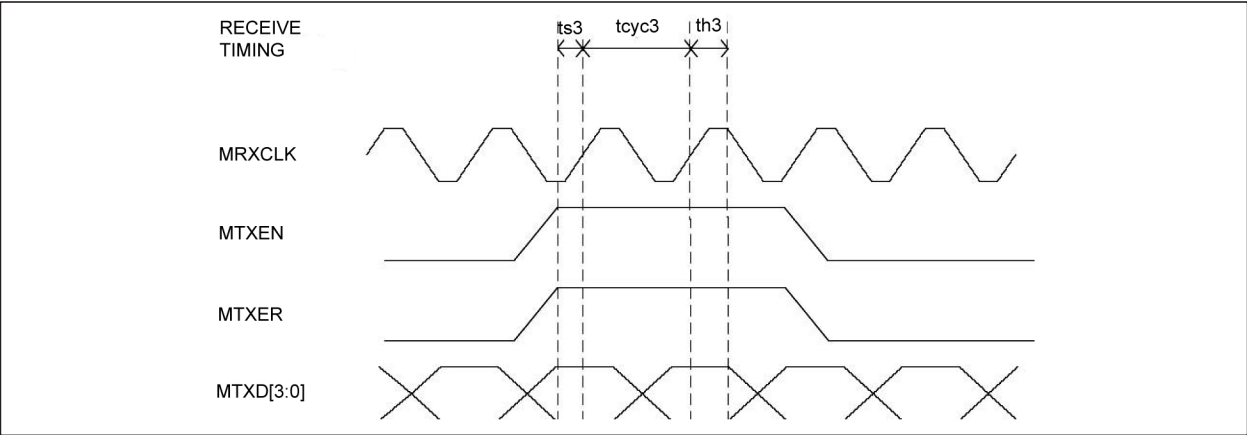 RECEIVE
TIMING
ts3
tcyc3
th3
MRXCLK
MTXEN
MTXER
MTXD[3:0]